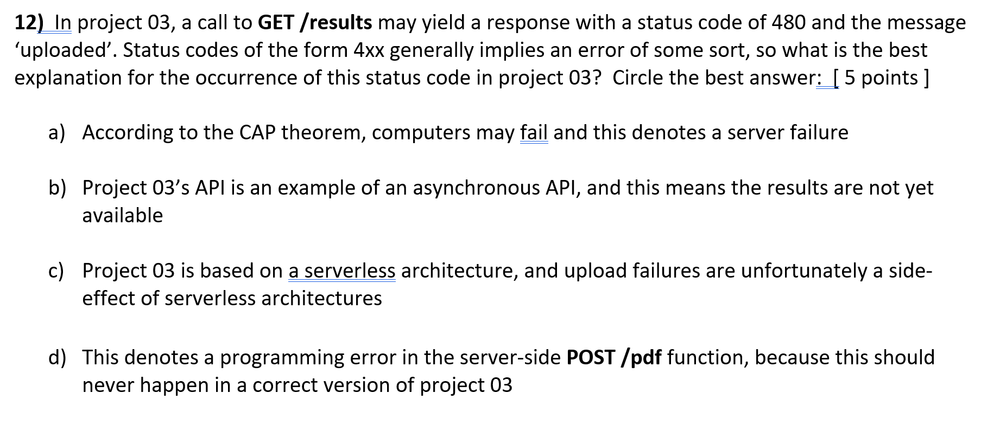 12) In project 03, a call to GET /results may yield a response with a status code of 480 and the message
‘uploaded’. Status codes of the form 4xx generally implies an error of some sort, so what is the best
explanation for the occurrence of this status code in project 03? Circle the best answer: [ 5 points ]
a) According to the CAP theorem, computers may fail and this denotes a server failure
b) Project 03’s API is an example of an asynchronous API, and this means the results are not yet
available
c) Project 03 is based on a serverless architecture, and upload failures are unfortunately a side-
effect of serverless architectures
d) This denotes a programming error in the server-side POST /pdf function, because this should
never happen in a correct version of project 03